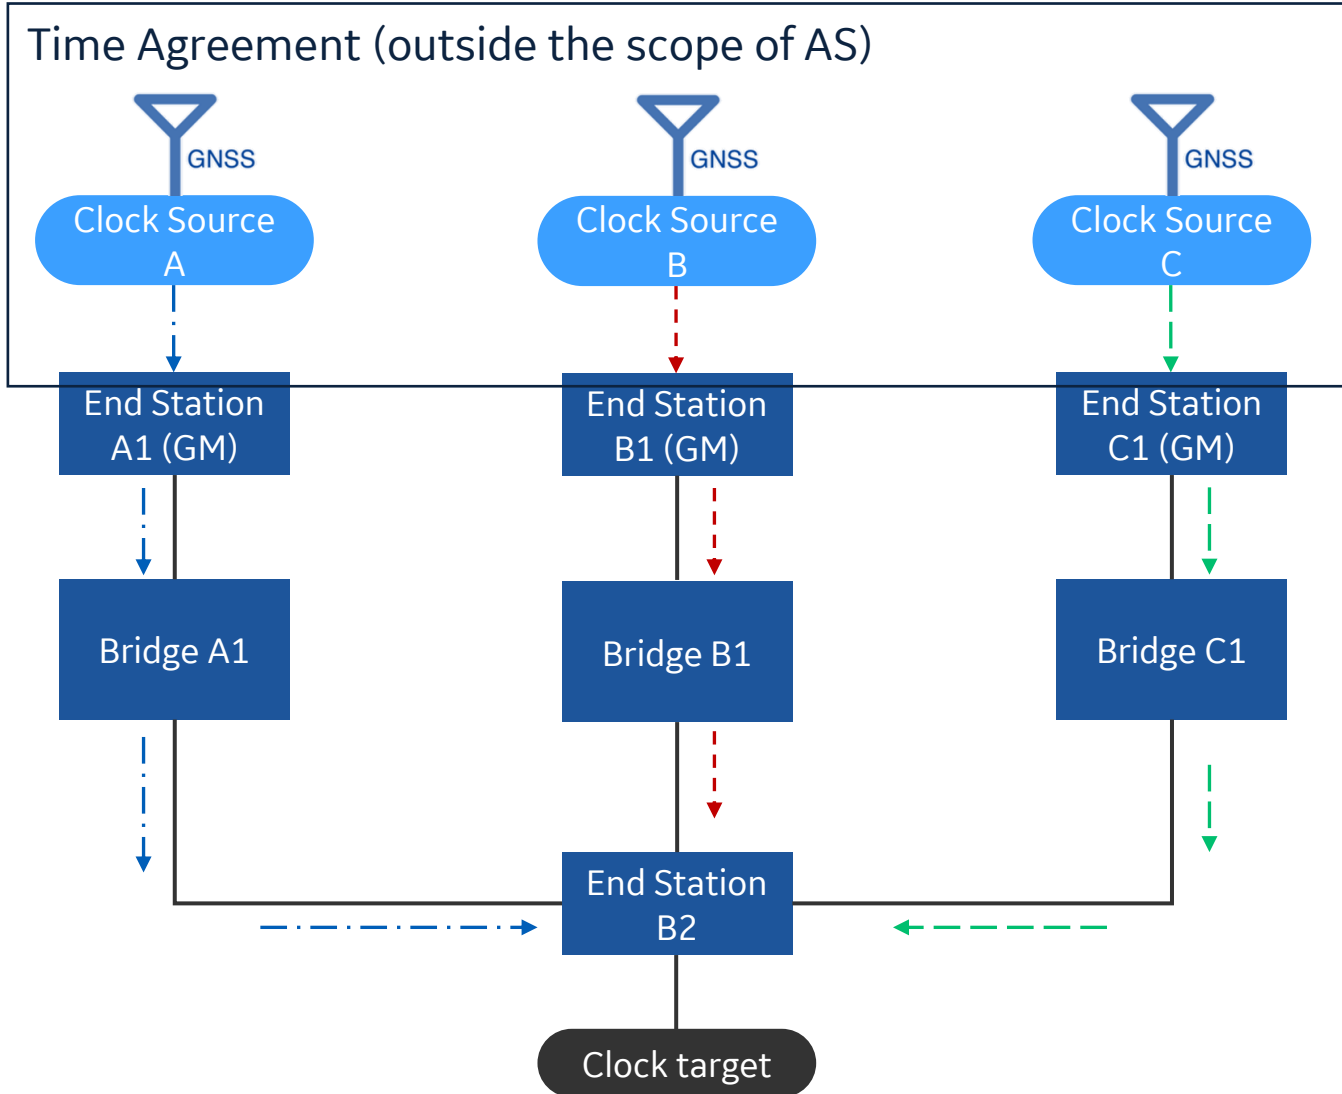 Time Agreement (outside the scope of AS)
GNSS
GNSS
GNSS
Clock Source
A
Clock Source
B
Clock Source
C
End Station
A1 (GM)
End Station
B1 (GM)
End Station
C1 (GM)
Bridge A1
Bridge B1
Bridge C1
End Station
B2
Clock target